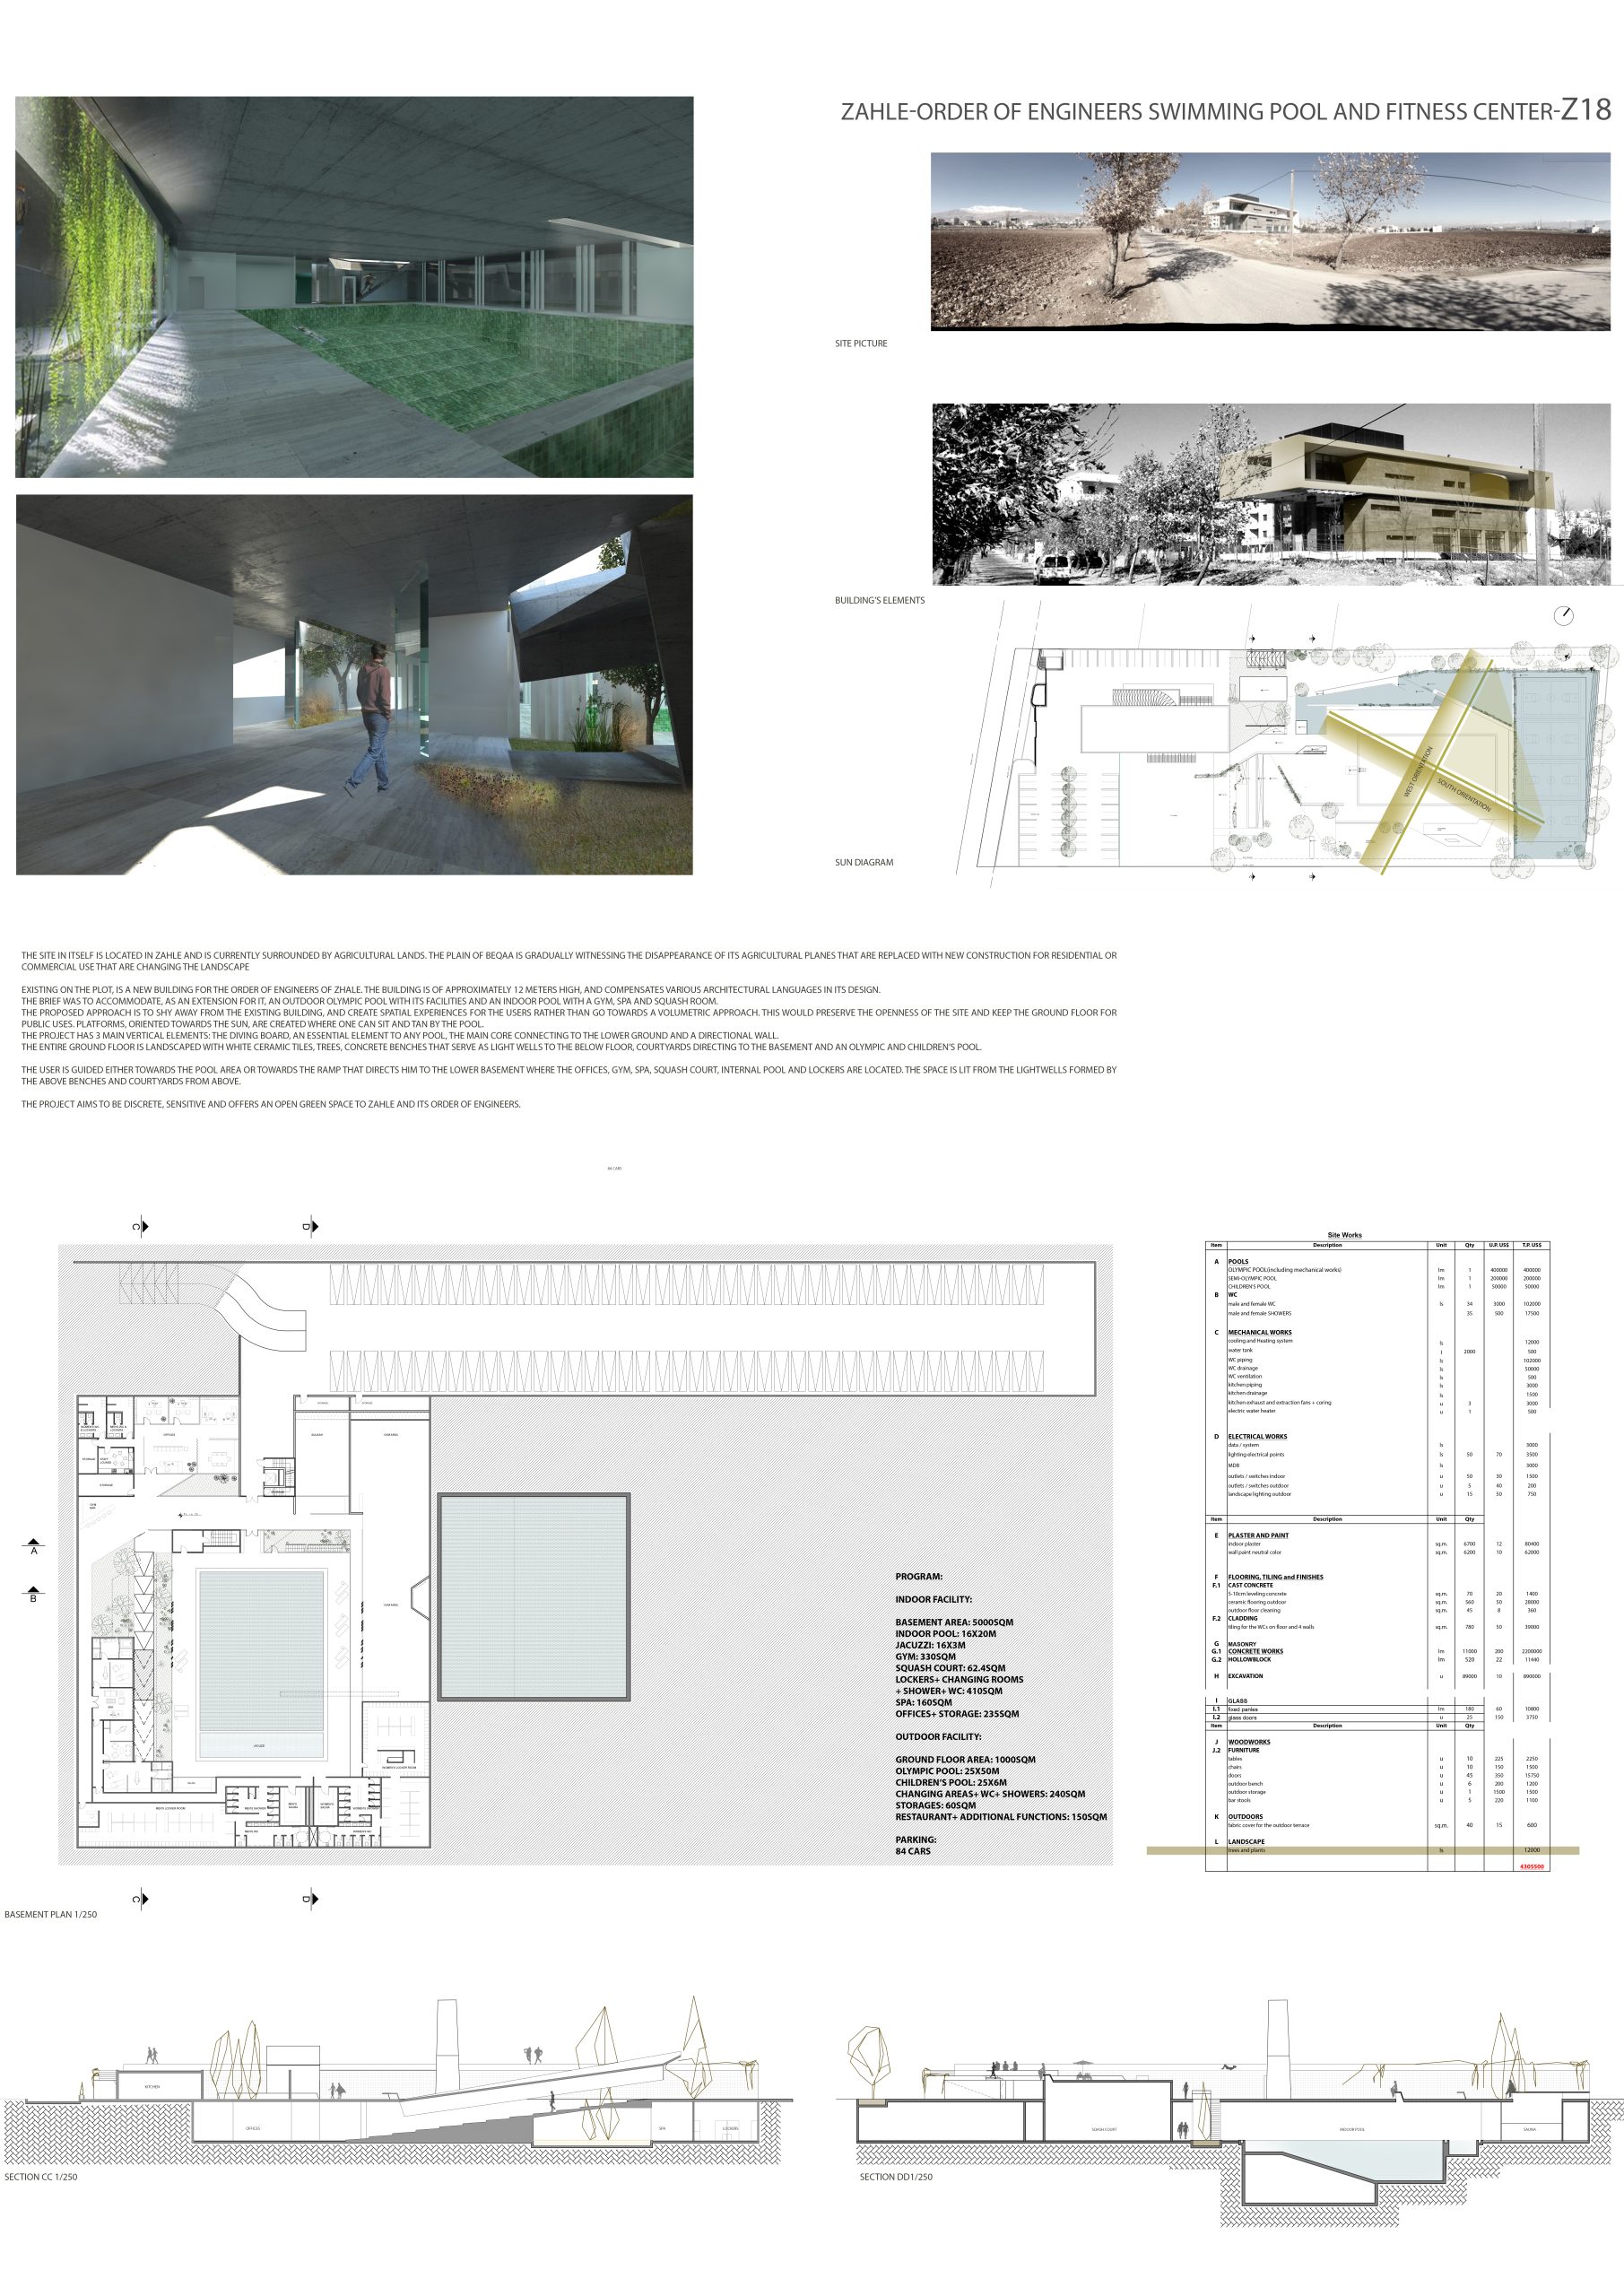 ZAHLE-ORDER OF ENGINEERS SWIMMING POOL AND FITNESS CENTER-Z18
SITE PICTURE
BUILDING'S ELEMENTS
WEST ORIENTATION
SOUTH ORIENTATION
SUN DIAGRAM
THE SITE IN ITSELF IS LOCATED IN ZAHLE AND IS CURRENTLY SURROUNDED BY AGRICULTURAL LANDS. THE PLAIN OF BEQAA IS GRADUALLY WITNESSING THE DISAPPEARANCE OF ITS AGRICULTURAL PLANES THAT ARE REPLACED WITH NEW CONSTRUCTION FOR RESIDENTIAL OR
COMMERCIAL USE THAT ARE CHANGING THE LANDSCAPE
EXISTING ON THE PLOT, IS A NEW BUILDING FOR THE ORDER OF ENGINEERS OF ZHALE. THE BUILDING IS OF APPROXIMATELY 12 METERS HIGH, AND COMPENSATES VARIOUS ARCHITECTURAL LANGUAGES IN ITS DESIGN.
THE BRIEF WAS TO ACCOMMODATE, AS AN EXTENSION FOR IT, AN OUTDOOR OLYMPIC POOL WITH ITS FACILITIES AND AN INDOOR POOL WITH A GYM, SPA AND SQUASH ROOM.
THE PROPOSED APPROACH IS TO SHY AWAY FROM THE EXISTING BUILDING, AND CREATE SPATIAL EXPERIENCES FOR THE USERS RATHER THAN GO TOWARDS A VOLUMETRIC APPROACH. THIS WOULD PRESERVE THE OPENNESS OF THE SITE AND KEEP THE GROUND FLOOR FOR
PUBLIC USES. PLATFORMS, ORIENTED TOWARDS THE SUN, ARE CREATED WHERE ONE CAN SIT AND TAN BY THE POOL.
THE PROJECT HAS 3 MAIN VERTICAL ELEMENTS: THE DIVING BOARD, AN ESSENTIAL ELEMENT TO ANY POOL, THE MAIN CORE CONNECTING TO THE LOWER GROUND AND A DIRECTIONAL WALL.
THE ENTIRE GROUND FLOOR IS LANDSCAPED WITH WHITE CERAMIC TILES, TREES, CONCRETE BENCHES THAT SERVE AS LIGHT WELLS TO THE BELOW FLOOR, COURTYARDS DIRECTING TO THE BASEMENT AND AN OLYMPIC AND CHILDREN'S POOL.
THE USER IS GUIDED EITHER TOWARDS THE POOL AREA OR TOWARDS THE RAMP THAT DIRECTS HIM TO THE LOWER BASEMENT WHERE THE OFFICES, GYM, SPA, SQUASH COURT, INTERNAL POOL AND LOCKERS ARE LOCATED. THE SPACE IS LIT FROM THE LIGHTWELLS FORMED BY
THE ABOVE BENCHES AND COURTYARDS FROM ABOVE.
THE PROJECT AIMS TO BE DISCRETE, SENSITIVE AND OFFERS AN OPEN GREEN SPACE TO ZAHLE AND ITS ORDER OF ENGINEERS.
C
D
A
B
C
D
BASEMENT PLAN 1/250
PROGRAM:
INDOOR FACILITY:
BASEMENT AREA: 5000SQM
INDOOR POOL: 16X20M
JACUZZI: 16X3M
GYM: 330SQM
SQUASH COURT: 62.4SQM
LOCKERS+ CHANGING ROOMS
+ SHOWER+ WC: 410SQM
SPA: 160SQM
OFFICES+ STORAGE: 235SQM
OUTDOOR FACILITY:
GROUND FLOOR AREA: 1000SQM
OLYMPIC POOL: 25X50M
CHILDREN'S POOL: 25X6M
CHANGING AREAS+ WC+ SHOWERS: 240SQM
STORAGES: 60SQM
RESTAURANT+ ADDITIONAL FUNCTIONS: 150SQM
PARKING:
84 CARS
Site Works
Item Description Unit Qty U.P. US$ T.P. US$
A POOLS
OLYMPIC POOL(including mechanical works) lm 1 400000 400000
SEMI-OLYMPIC POOL lm 1 200000 200000
CHILDREN'S POOL lm 1 50000 50000
B WC
male and female WC ls 34 3000 102000
male and female SHOWERS 35 500 17500
C MECHANICAL WORKS
cooling and Heating system ls 12000
water tank l 2000 500
WC piping ls 102000
WC drainage ls 50000
WC ventilation ls 500
kitchen piping ls 3000
kitchen drainage ls 1500
kitchen exhaust and extraction fans + coring u 3 3000
electric water heater u 1 500
D ELECTRICAL WORKS
data / system ls 3000
lighting electrical points ls 50 70 3500
MDB ls 3000
outlets / switches indoor u 50 30 1500
outlets / switches outdoor u 5 40 200
landscape lighting outdoor u 15 50 750
Item Description Unit Qty
E PLASTER AND PAINT
indoor plaster sq.m. 6700 12 80400
wall paint neutral color sq.m. 6200 10 62000
F FLOORING, TILING and FINISHES
F.1 CAST CONCRETE
5-10cm leveling concrete sq.m. 70 20 1400
ceramic flooring outdoor sq.m. 560 50 28000
outdoor floor cleaning sq.m. 45 8 360
F.2 CLADDING
tiling for the WCs on floor and 4 walls sq.m. 780 50 39000
G MASONRY
G.1 CONCRETE WORKS lm 11000 200 2200000
G.2 HOLLOWBLOCK lm 520 22 11440
H EXCAVATION u 89000 10 890000
I GLASS
I.1 fixed panles lm 180 60 10800
I.2 glass doors u 25 150 3750
Item Description Unit Qty
J WOODWORKS
J.2 FURNITURE
tables u 10 225 2250
chairs u 10 150 1500
doors u 45 350 15750
outdoor bench u 6 200 1200
outdoor storage u 1 1500 1500
bar stools u 5 220 1100
K OUTDOORS
fabric cover for the outdoor terrace sq.m. 40 15 600
L LANDSCAPE
trees and plants ls 12000
4305500
KITCHEN
OFFICES
SPA
LOCKERS
SECTION CC 1/250
INDOOR POOL
SAUNA
SECTION DD1/250